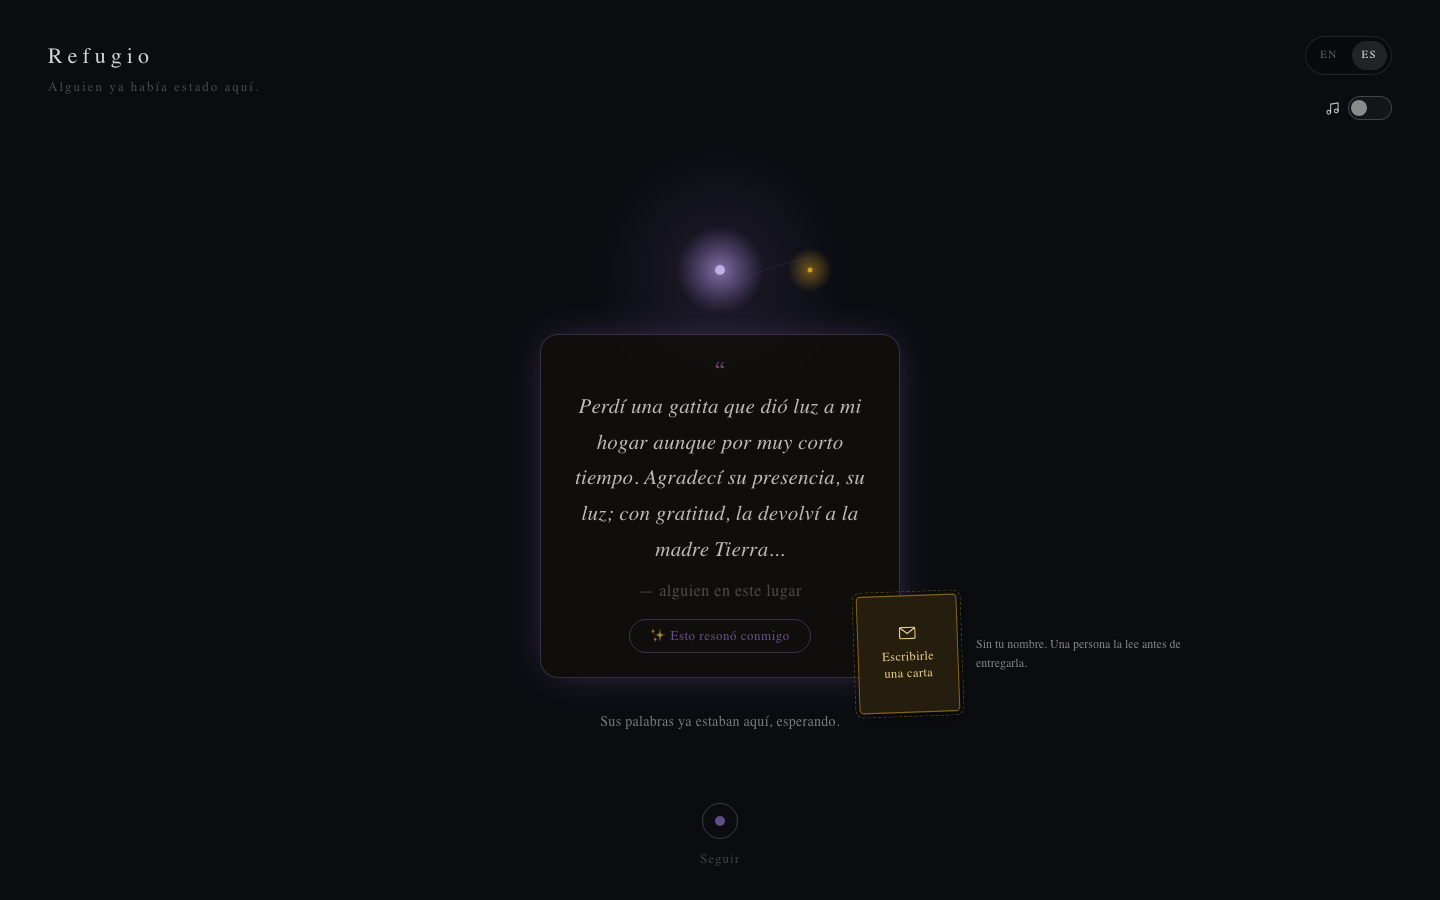 Refugio
Alguien ya había estado aquí.
EN ES
“
Perdí una gatita que dió luz a mi
hogar aunque por muy corto
tiempo. Agradecí su presencia, su
luz; con gratitud, la devolví a la
madre Tierra...
— alguien en este lugar
✨ Esto resonó conmigo
Escribirle
una carta
Sin tu nombre. Una persona la lee antes de
entregarla.
Sus palabras ya estaban aquí, esperando.
Seguir